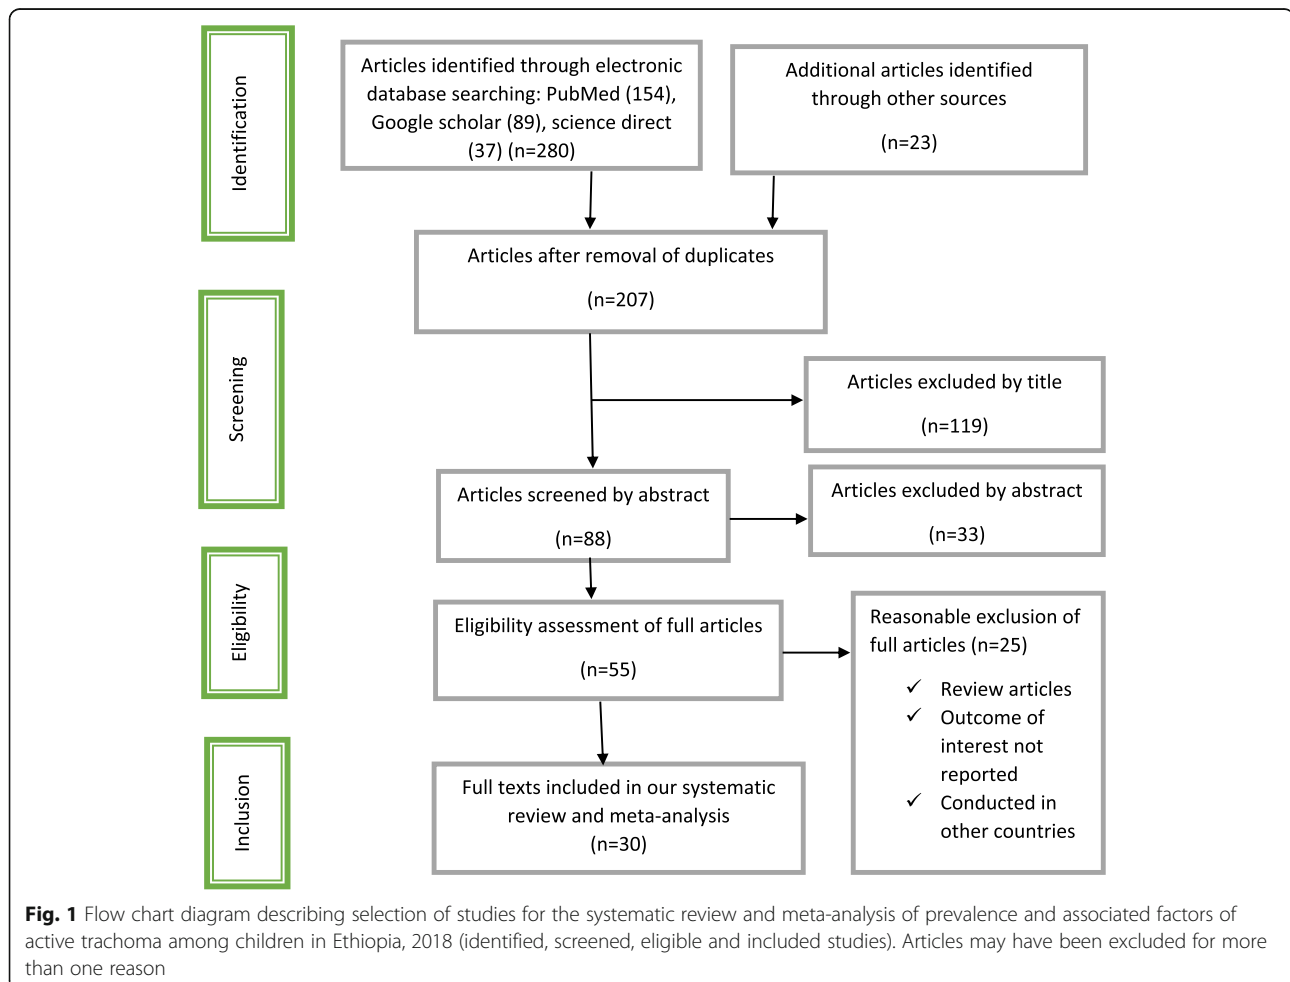 Identification
Articles identified through electronic
database searching: PubMed (154),
Google scholar (89), science direct
(37) (n=280)
Additional articles identified
through other sources
(n=23)
Articles after removal of duplicates
(n=207)
Screening
Articles excluded by title
(n=119)
Articles screened by abstract
(n=88)
Articles excluded by abstract
(n=33)
Eligibility
Eligibility assessment of full articles
(n=55)
Reasonable exclusion of
full articles (n=25)
✓ Review articles
✓ Outcome of
interest not
reported
✓ Conducted in
other countries
Inclusion
Full texts included in our systematic
review and meta-analysis
(n=30)
Fig. 1 Flow chart diagram describing selection of studies for the systematic review and meta-analysis of prevalence and associated factors of
active trachoma among children in Ethiopia, 2018 (identified, screened, eligible and included studies). Articles may have been excluded for more
than one reason